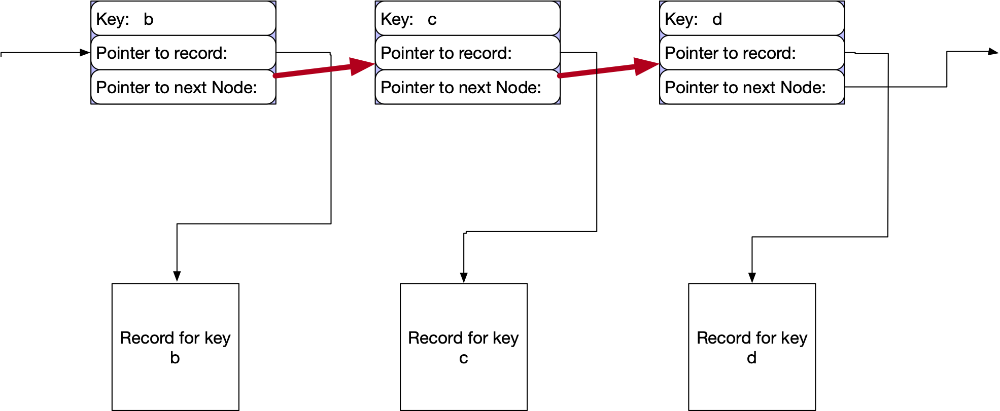 Key: b
Pointer to record:
Pointer to next Node:
Key: c
Pointer to record:
Pointer to next Node:
Key: d
Pointer to record:
Pointer to next Node:
Record for key
b
Record for key
c
Record for key
d